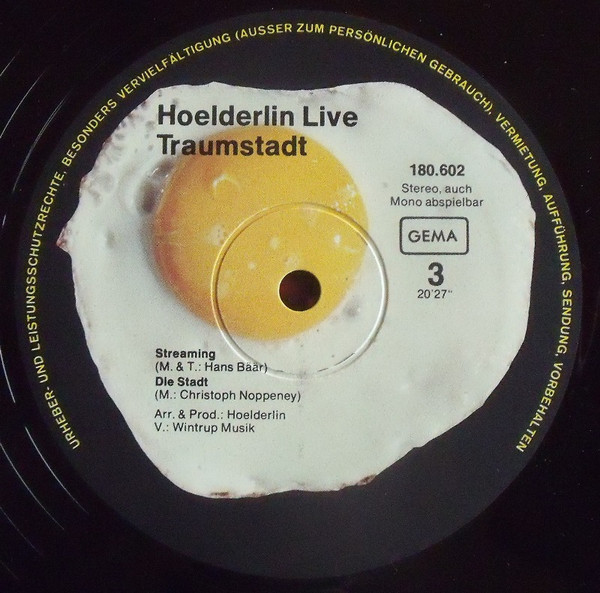 URHEBER- UND LEISTUNGSSCHUTZRECHTE, BESONDERS VERVIELFÄLTIGUNG (AUSSER ZUM PERSÖNLICHEN GEBRAUCH), VERMIETUNG, AUFFÜHRUNG, SENDUNG, VORBEHALTEN
Hoelderlin Live
Traumstadt
180.602
Stereo, auch
Mono abspielbar
GEMA
3
20'27"
Streaming
(M. & T.: Hans Bäär)
Die Stadt
(M.: Christoph Noppeney)
Arr. & Prod.: Hoelderlin
V.: Wintrup Musik